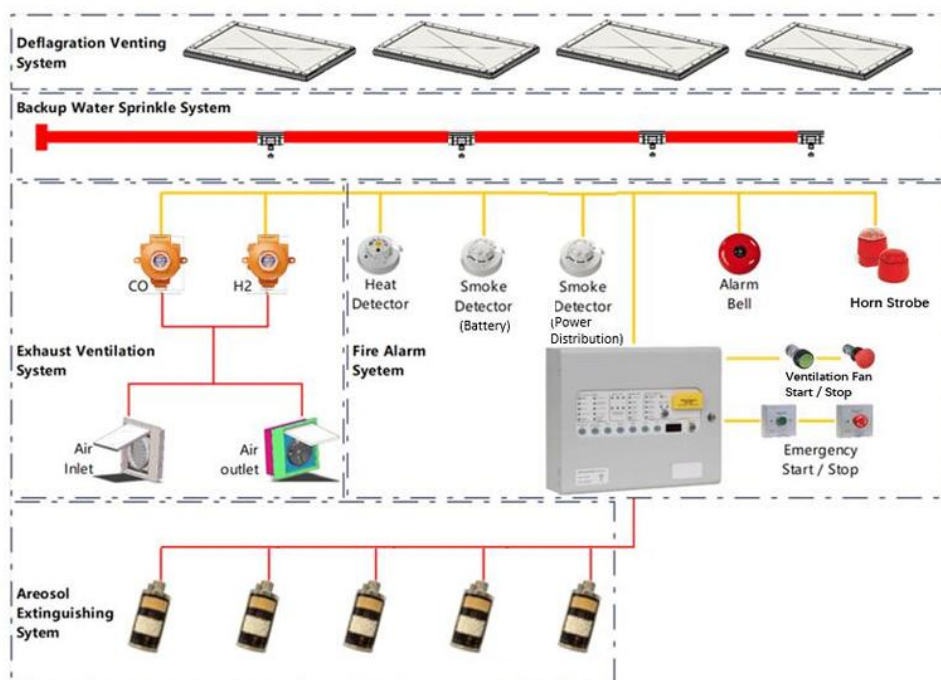 Deflagration Venting
System
Backup Water Sprinkle System
CO
H2
Heat
Detector
Smoke
Detector
(Battery)
Smoke
Detector
(Power
Distribution)
Alarm
Bell
Horn Strobe
Exhaust Ventilation
System
Fire Alarm
Syetem
Ventilation Fan
Start / Stop
Air
Inlet
Air
outlet
Emergency
Start / Stop
Areosol
Extinguishing
Sytem